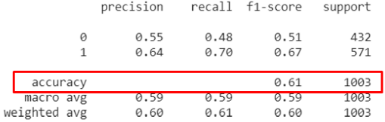 precision recall f1-score support
0 0.55 0.48 0.51 432
1 0.64 0.70 0.67 571
accuracy 0.61 1003
macro avg 0.59 0.59 0.59 1003
weighted avg 0.60 0.61 0.60 1003